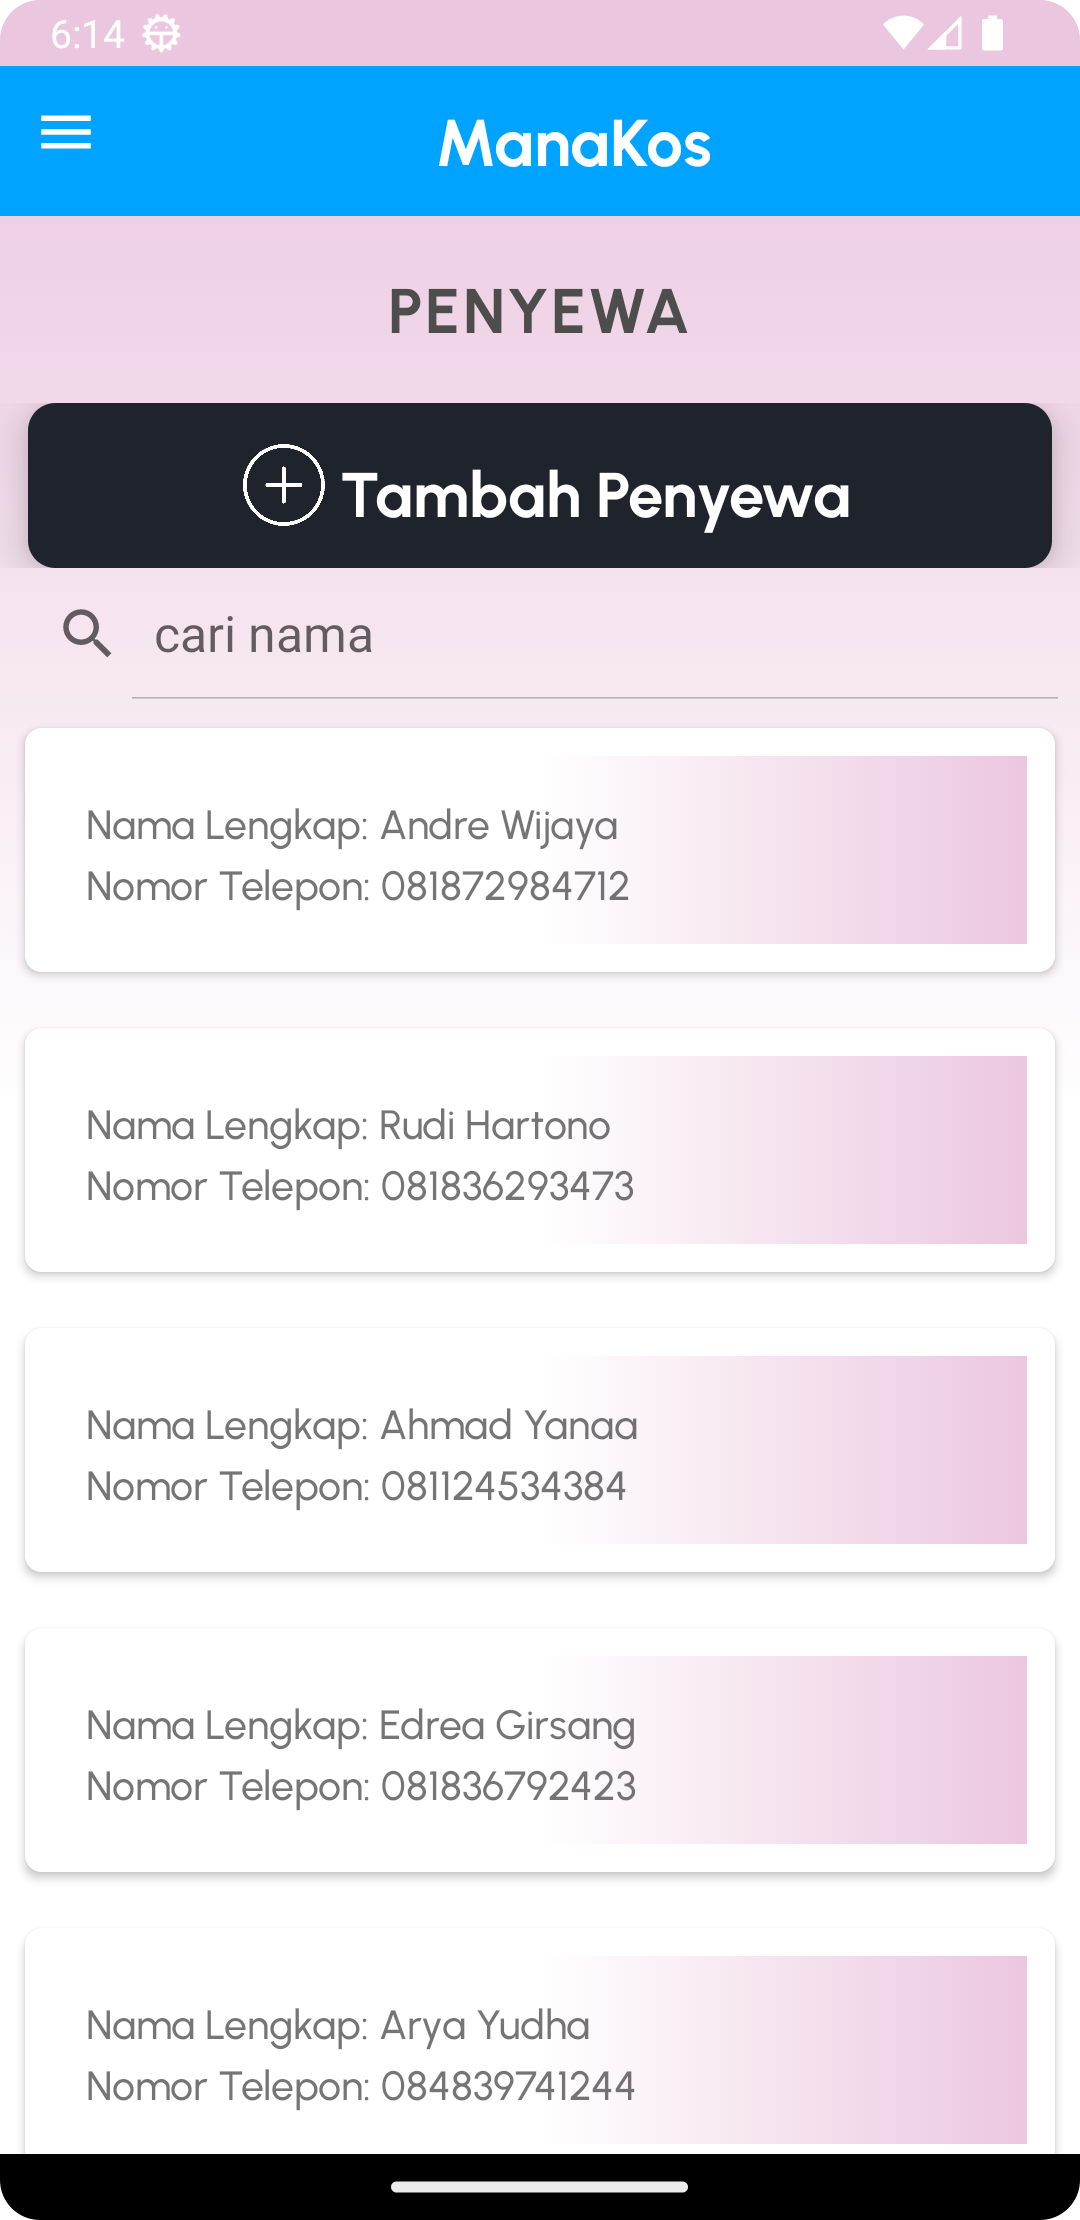 6:14
ManaKos
PENYEWA
Tambah Penyewa
cari nama
Nama Lengkap: Andre Wijaya
Nomor Telepon: 081872984712
Nama Lengkap: Rudi Hartono
Nomor Telepon: 081836293473
Nama Lengkap: Ahmad Yanaa
Nomor Telepon: 081124534384
Nama Lengkap: Edrea Girsang
Nomor Telepon: 081836792423
Nama Lengkap: Arya Yudha
Nomor Telepon: 084839741244